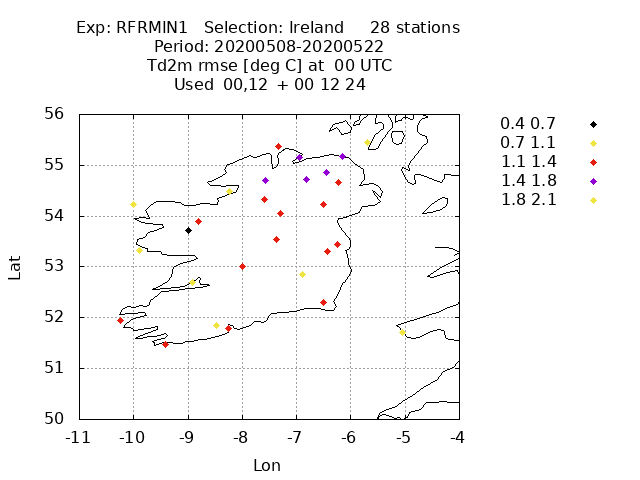 Exp: RFRMIN1 Selection: Ireland 28 stations
Period: 20200508-20200522
Td2m rmse [deg C] at 00 UTC
Used 00,12 + 00 12 24
0.4 0.7
0.7 1.1
1.1 1.4
1.4 1.8
1.8 2.1
56
55
54
53
52
51
50
Lat
-11 -10 -9 -8 -7 -6 -5 -4
Lon